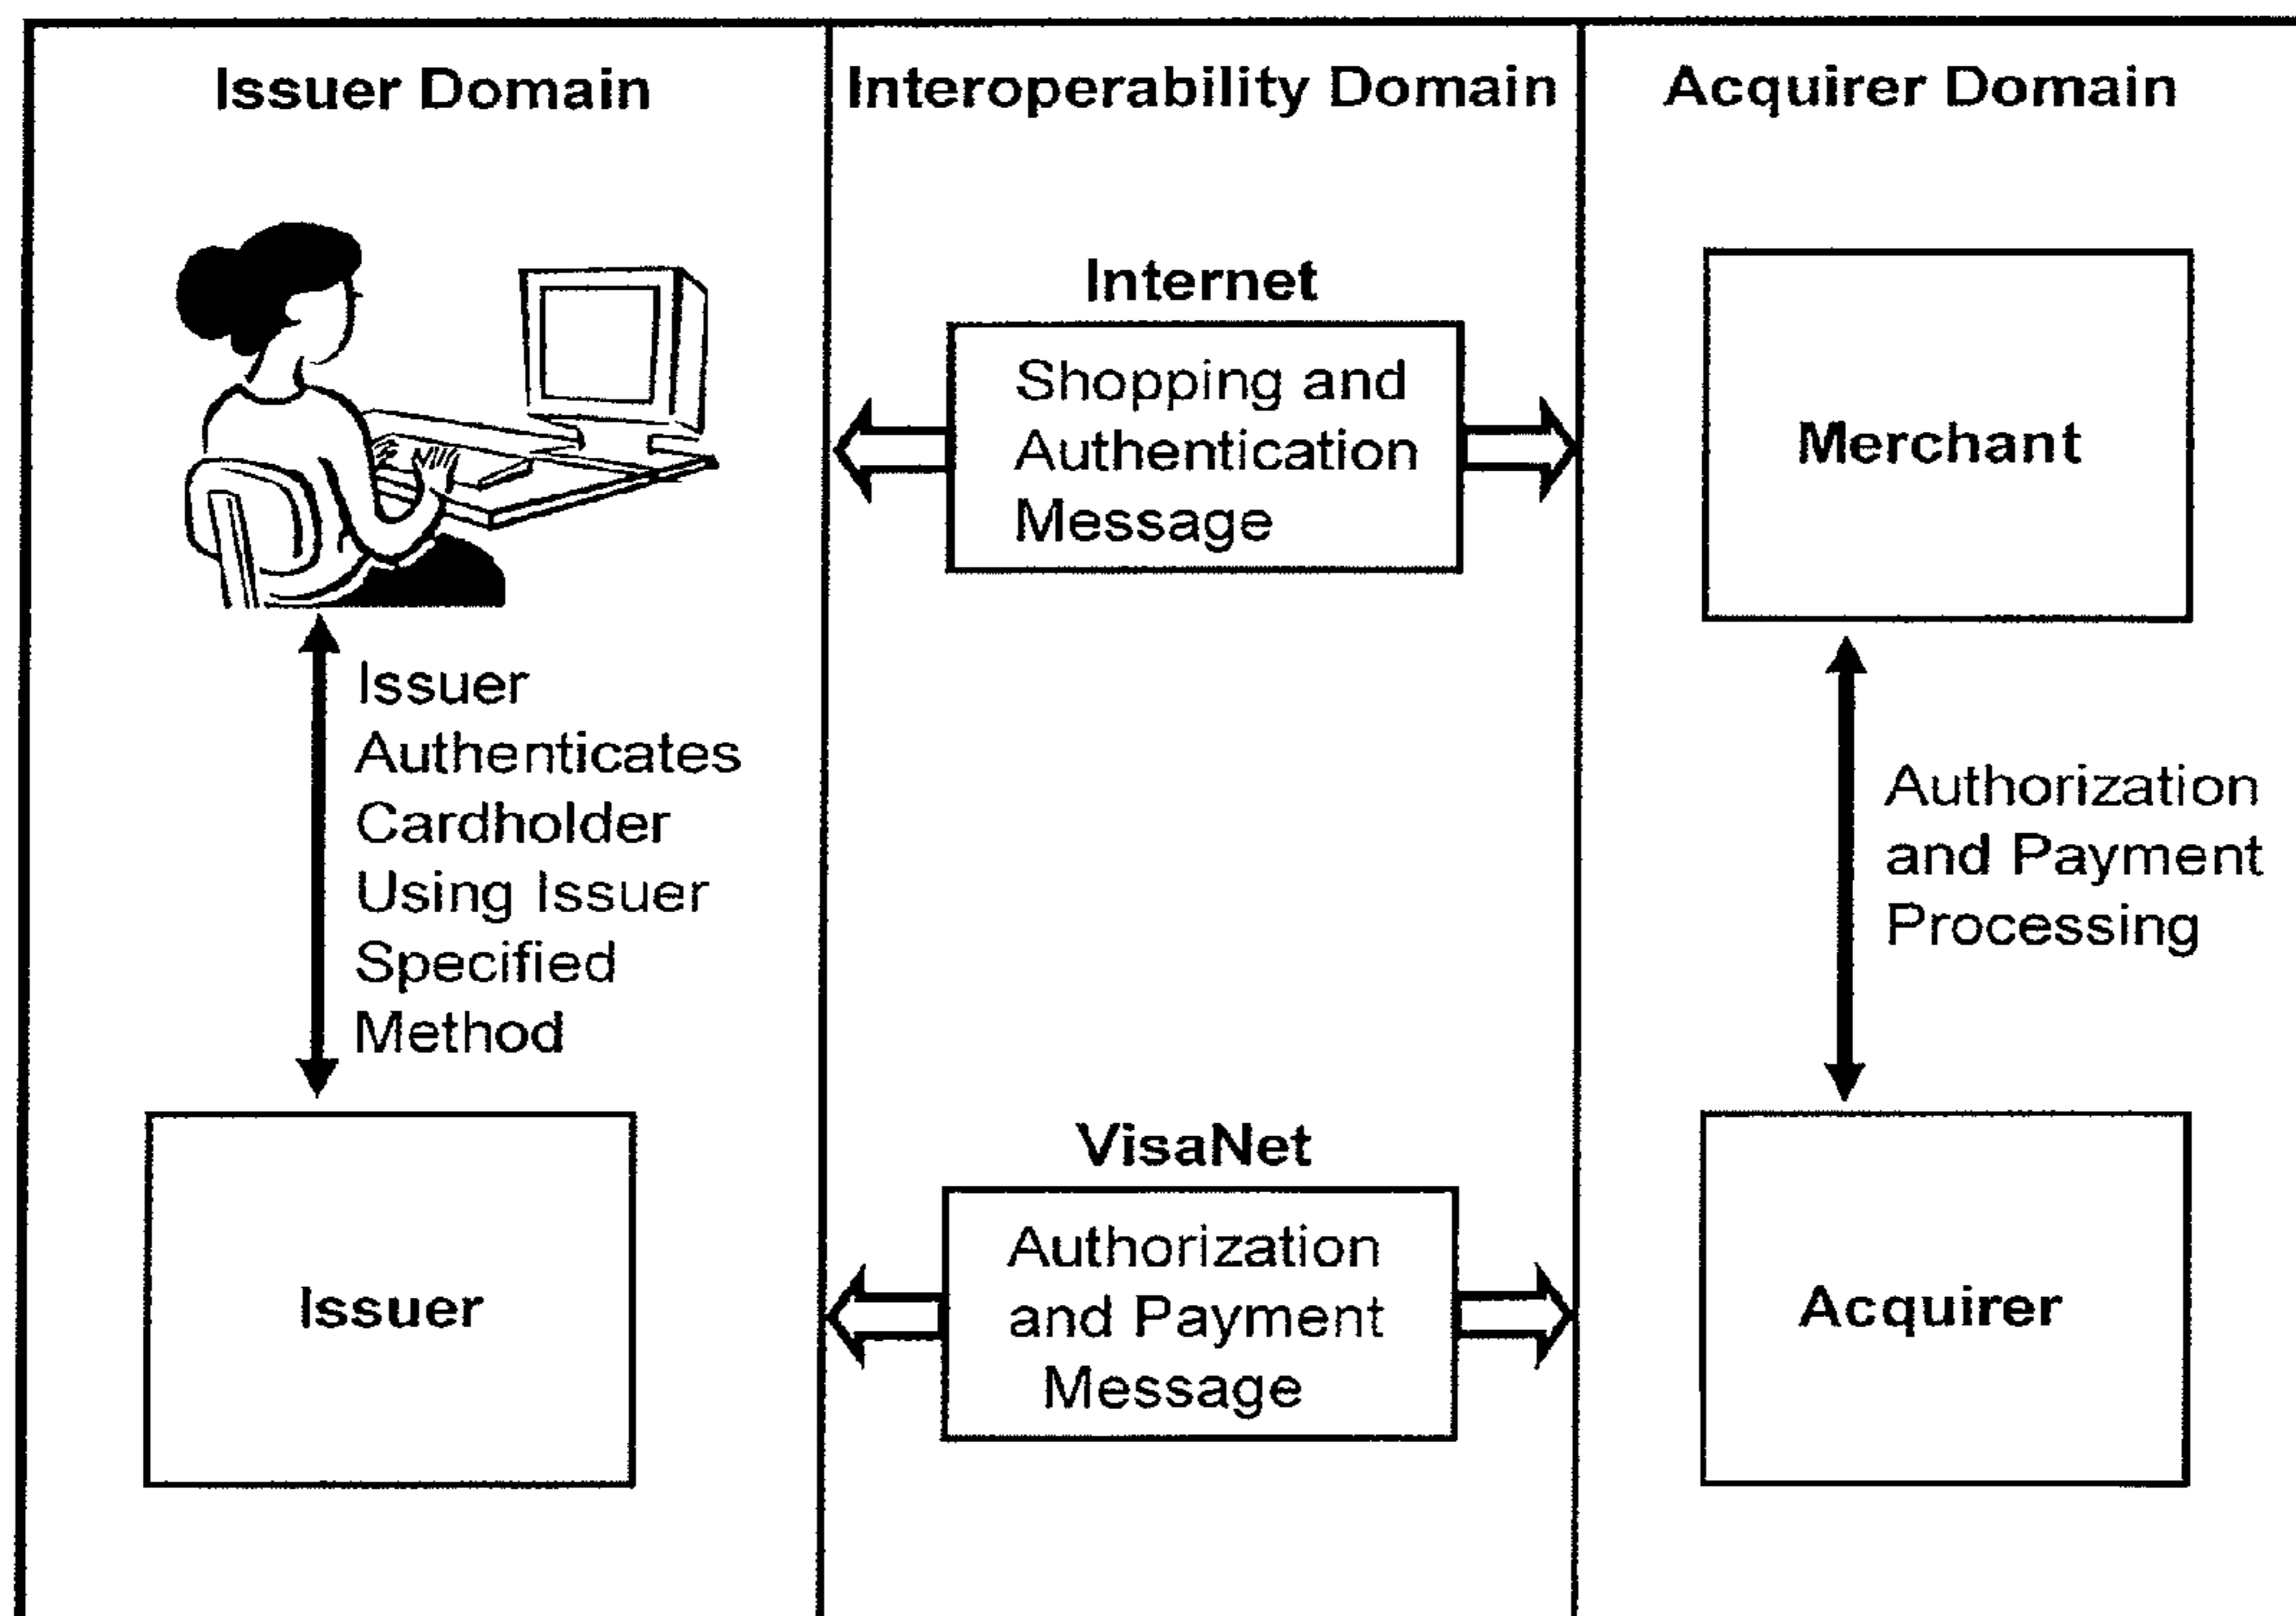 Issuer Domain
Interoperability Domain
Acquirer Domain
Internet
Shopping and
Authentication
Message
Merchant
Issuer
Authenticates
Cardholder
Using Issuer
Specified
Method
Authorization
and Payment
Processing
VisaNet
Authorization
and Payment
Message
Issuer
Acquirer